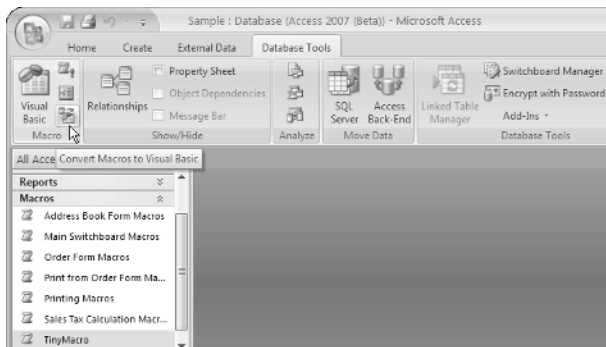 Sample : Database (Access 2007 (Beta)) - Microsoft Access
Home Create External Data Database Tools
Property Sheet
Object Dependencies
Message Bar
Visual Basic
Relationships
SQL Server
Access Back-End
Linked Table Manager
Switchboard Manager
Encrypt with Password
Add-Ins
Macro Show/Hide Analyze Move Data Database Tools
All Acce
Convert Macros to Visual Basic
Reports
Macros
Address Book Form Macros
Main Switchboard Macros
Order Form Macros
Print from Order Form Ma...
Printing Macros
Sales Tax Calculation Macr...
TinyMacro